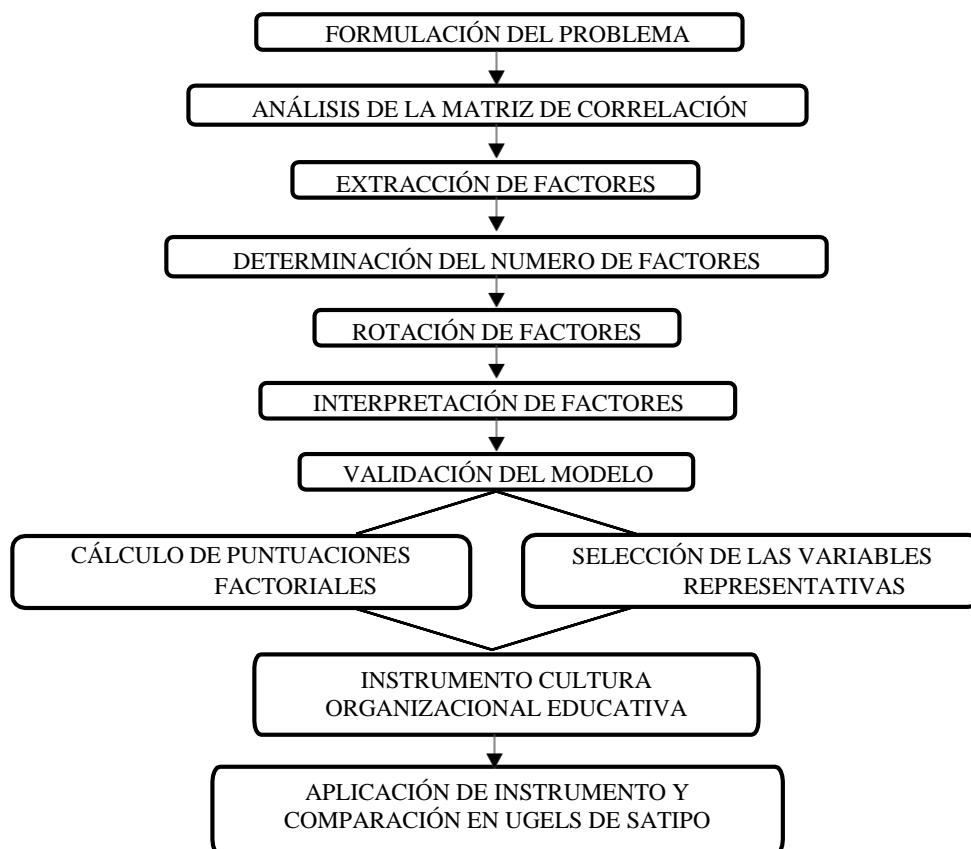 FORMULACIÓN DEL PROBLEMA
ANÁLISIS DE LA MATRIZ DE CORRELACIÓN
EXTRACCIÓN DE FACTORES
DETERMINACIÓN DEL NUMERO DE FACTORES
ROTACIÓN DE FACTORES
INTERPRETACIÓN DE FACTORES
VALIDACIÓN DEL MODELO
CÁLCULO DE PUNTUACIONES
FACTORIALES
SELECCIÓN DE LAS VARIABLES
REPRESENTATIVAS
INSTRUMENTO CULTURA
ORGANIZACIONAL EDUCATIVA
APLICACIÓN DE INSTRUMENTO Y
COMPARACIÓN EN UGELS DE SATIPO